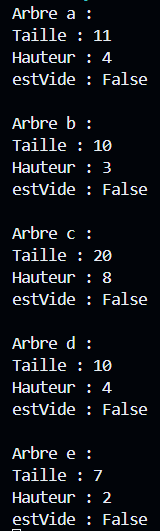 Arbre a :
Taille : 11
Hauteur : 4
estVide : False
Arbre b :
Taille : 10
Hauteur : 3
estVide : False
Arbre c :
Taille : 20
Hauteur : 8
estVide : False
Arbre d :
Taille : 10
Hauteur : 4
estVide : False
Arbre e :
Taille : 7
Hauteur : 2
estVide : False